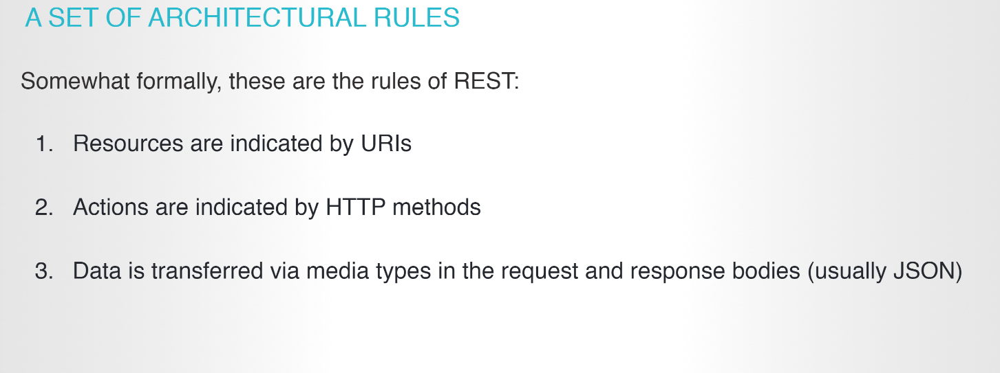 A SET OF ARCHITECTURAL RULES
Somewhat formally, these are the rules of REST:
1. Resources are indicated by URIs
2. Actions are indicated by HTTP methods
3. Data is transferred via media types in the request and response bodies (usually JSON)